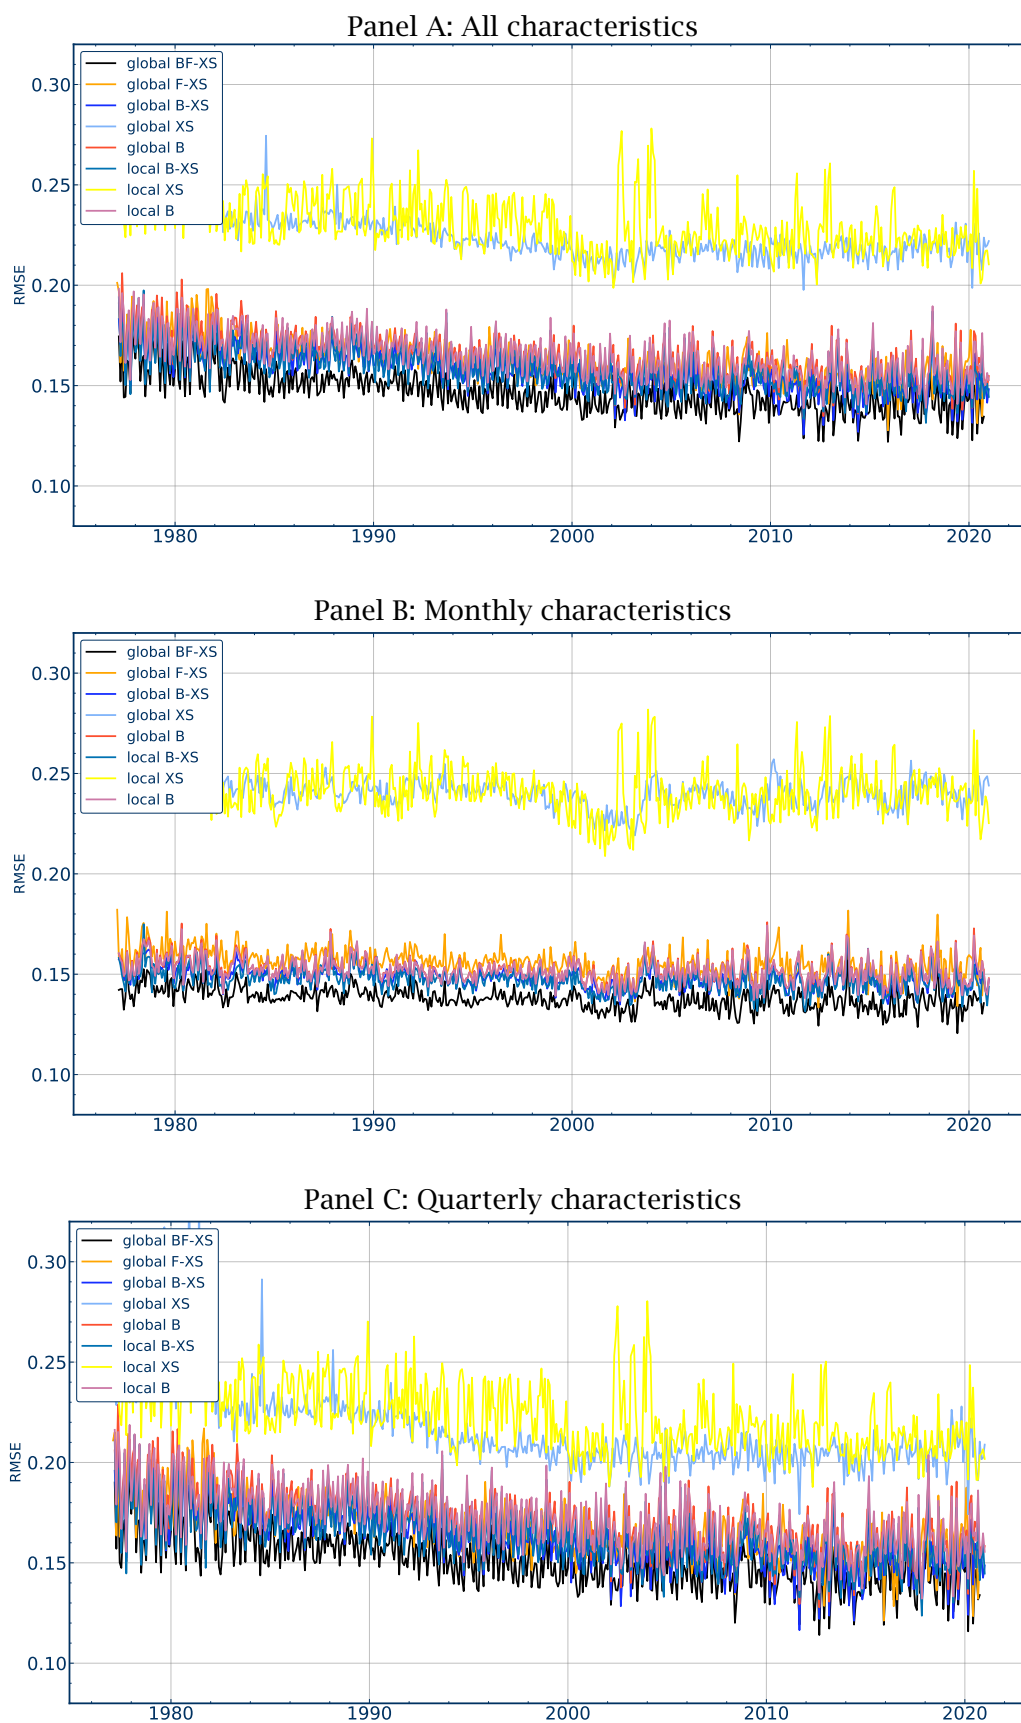 Panel A: All characteristics
global BF-XS
global F-XS
global B-XS
global XS
global B
local B-XS
local XS
local B
RMSE
0.30
0.25
0.20
0.15
0.10
1980 1990 2000 2010 2020
Panel B: Monthly characteristics
global BF-XS
global F-XS
global B-XS
global XS
global B
local B-XS
local XS
local B
RMSE
0.30
0.25
0.20
0.15
0.10
1980 1990 2000 2010 2020
Panel C: Quarterly characteristics
global BF-XS
global F-XS
global B-XS
global XS
global B
local B-XS
local XS
local B
RMSE
0.30
0.25
0.20
0.15
0.10
1980 1990 2000 2010 2020